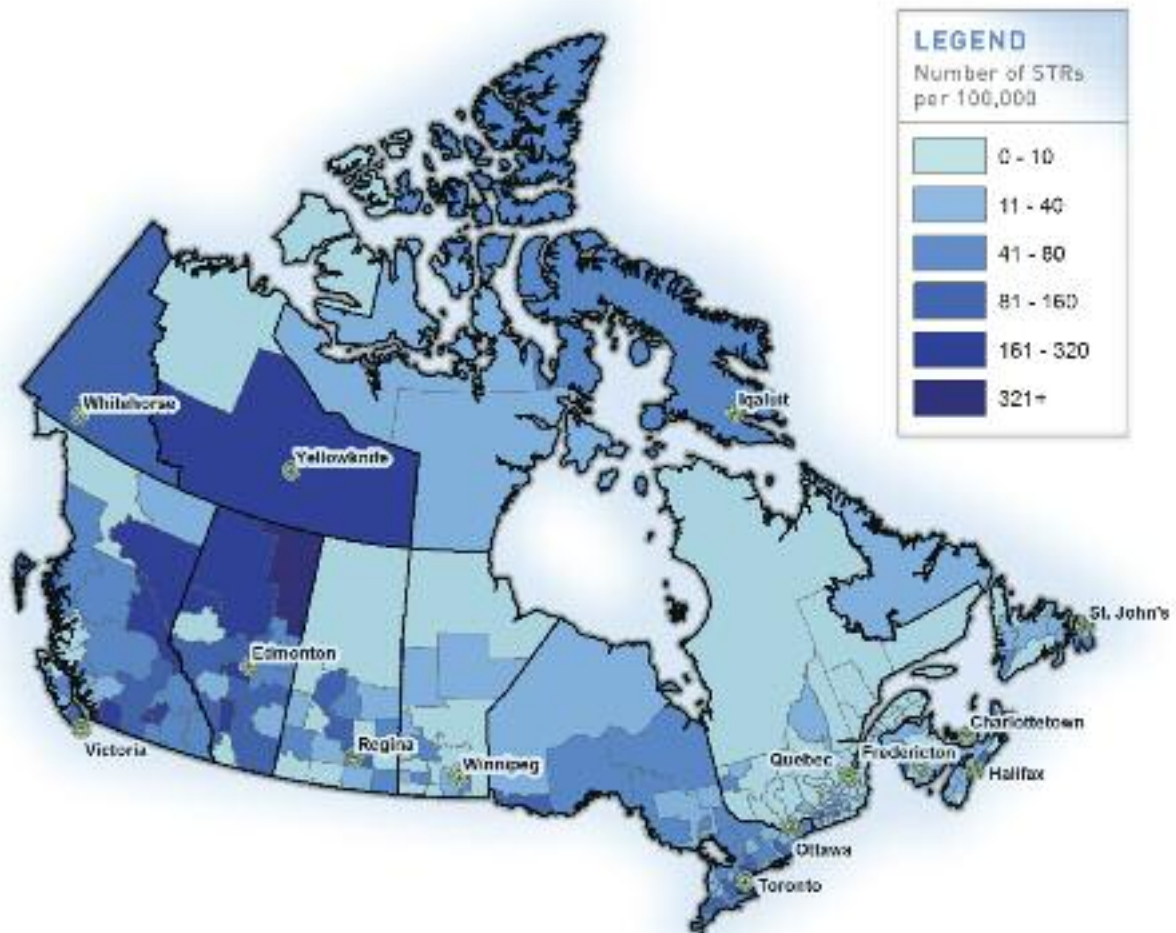 LEGEND
Number of STRs
per 100,000
0 - 10
11 - 40
41 - 80
81 - 160
161 - 320
321+
Whitehorse
Iqaluit
Yellowknife
St. John's
Edmonton
Charlottetown
Regina
Victoria
Winnipeg
Quebec
Fredericton
Halifax
Ottawa
Toronto